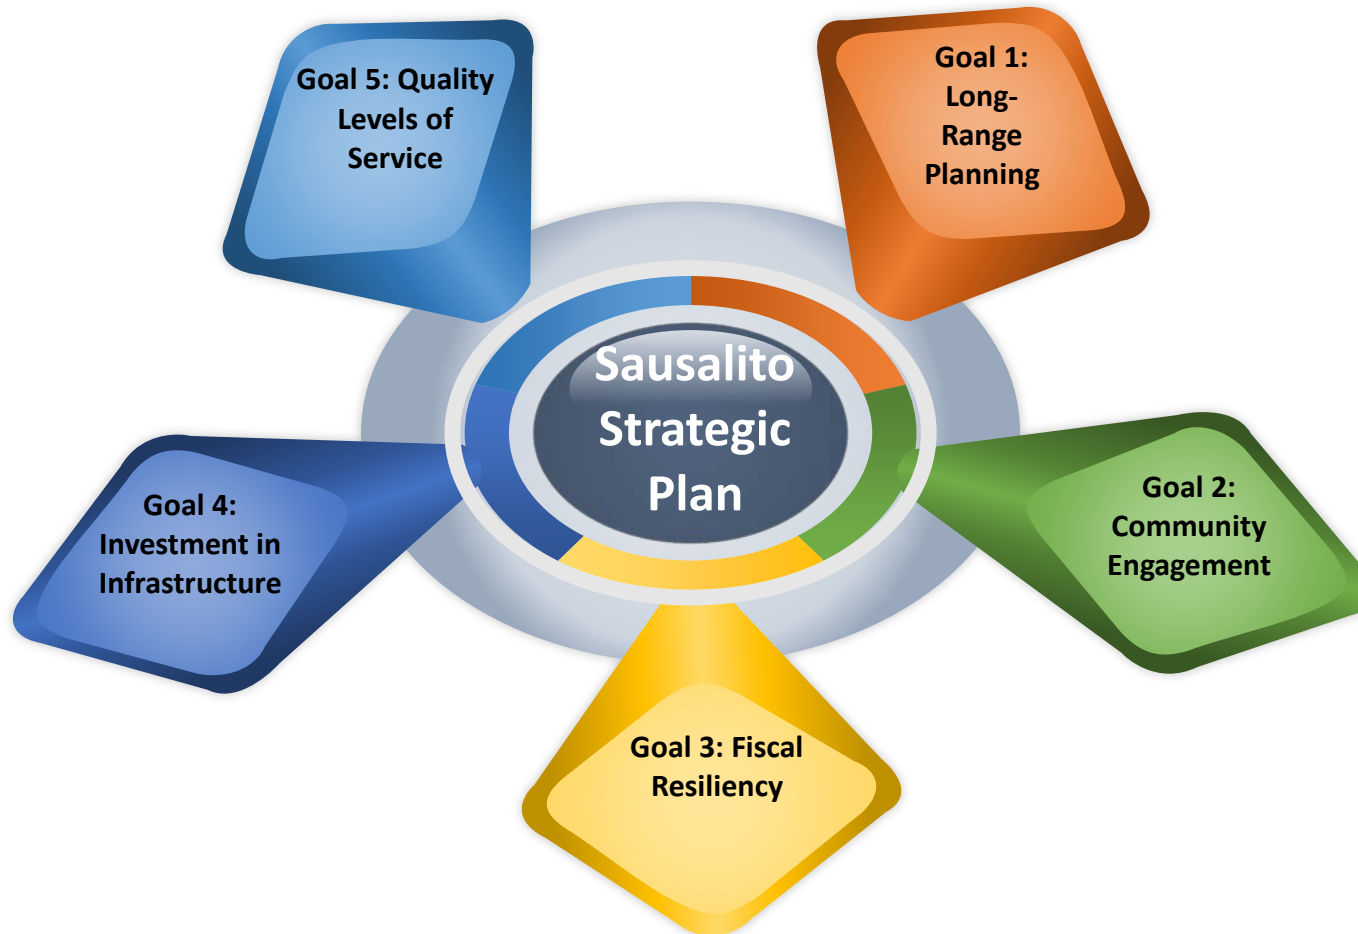 Sausalito
Strategic
Plan
Goal 1:
Long-
Range
Planning
Goal 2:
Community
Engagement
Goal 3: Fiscal
Resiliency
Goal 4:
Investment in
Infrastructure
Goal 5: Quality
Levels of
Service